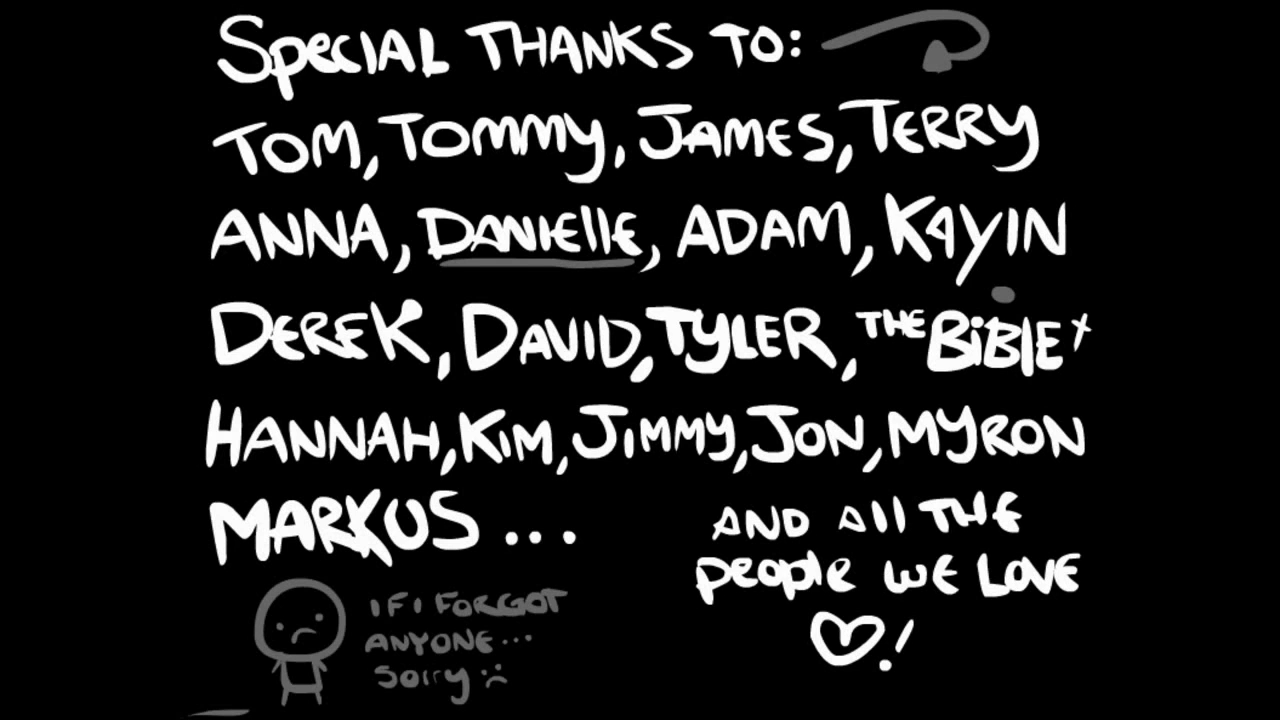 Special THANKS TO:
TOM, TOMMY, JAMES, TERRY
ANNA, DANIElle, ADAM, KAYIN
DEREK, DAVID, TYLER, THE BiBLE +
HANNAH, KiM, JiMMY, JON, MYRON
MARKUS...
AND All THE
people WE LOVE
♡!
IF I FORGOT
ANYONE...
Sorry :(